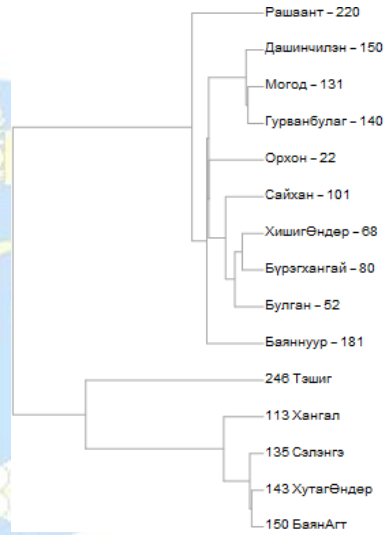 Рашаант – 220
Дашинчилэн – 150
Могод – 131
Гурванбулаг – 140
Орхон – 22
Сайхан – 101
ХишигӨндөр – 68
Бүрэгхангай – 80
Булган – 52
Баяннуур – 181
246 Тэшиг
113 Хангал
135 Сэлэнгэ
143 ХутагӨндөр
150 БаянАгт